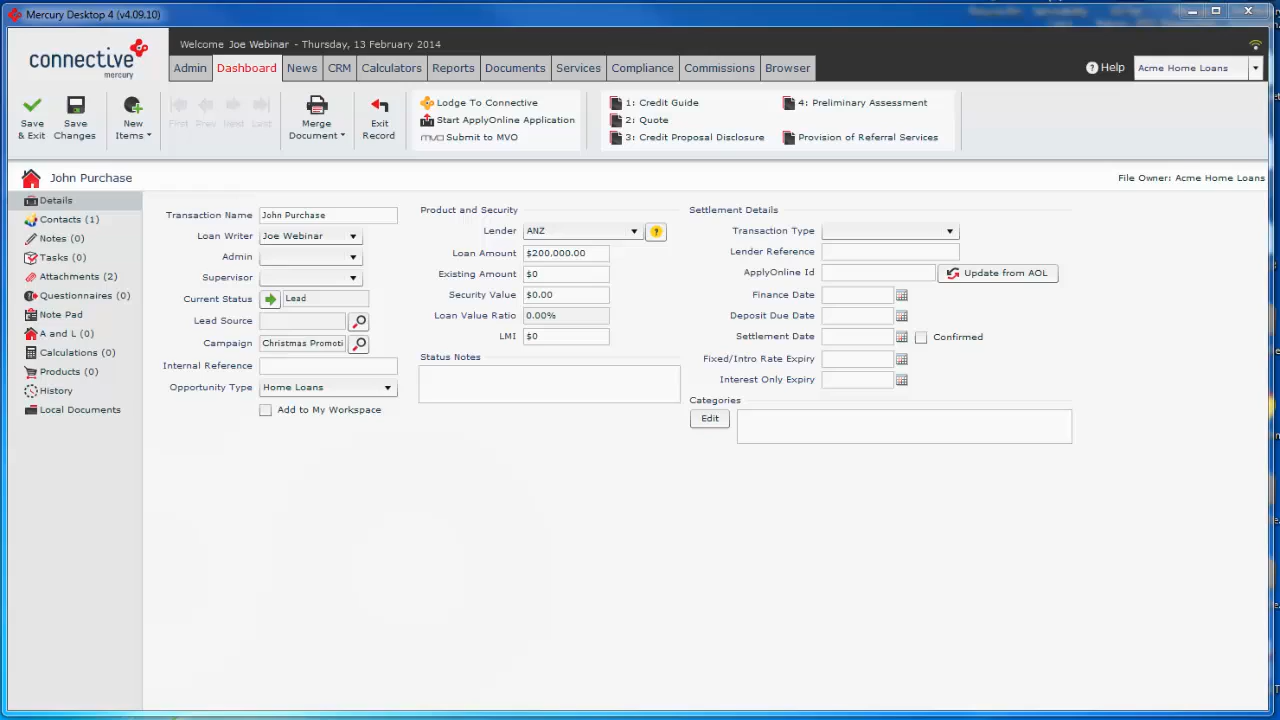 Mercury Desktop 4 (v4.09.10)
connective
mercury
Welcome Joe Webinar - Thursday, 13 February 2014
Admin Dashboard News CRM Calculators Reports Documents Services Compliance Commissions Browser
Help
Acme Home Loans
Save & Exit
Save Changes
New Items
First Prev Next Last
Merge Document
Exit Record
Lodge To Connective
Start ApplyOnline Application
mvo Submit to MVO
1: Credit Guide
2: Quote
3: Credit Proposal Disclosure
4: Preliminary Assessment
Provision of Referral Services
John Purchase
File Owner: Acme Home Loans
Details
Contacts (1)
Notes (0)
Tasks (0)
Attachments (2)
Questionnaires (0)
Note Pad
A and L (0)
Calculations (0)
Products (0)
History
Local Documents
Transaction Name John Purchase
Loan Writer Joe Webinar
Admin
Supervisor
Current Status Lead
Lead Source
Campaign Christmas Promoti
Internal Reference
Opportunity Type Home Loans
Add to My Workspace
Product and Security
Lender ANZ ?
Loan Amount $200,000.00
Existing Amount $0
Security Value $0.00
Loan Value Ratio 0.00%
LMI $0
Status Notes
Settlement Details
Transaction Type
Lender Reference
ApplyOnline Id Update from AOL
Finance Date
Deposit Due Date
Settlement Date Confirmed
Fixed/Intro Rate Expiry
Interest Only Expiry
Categories
Edit